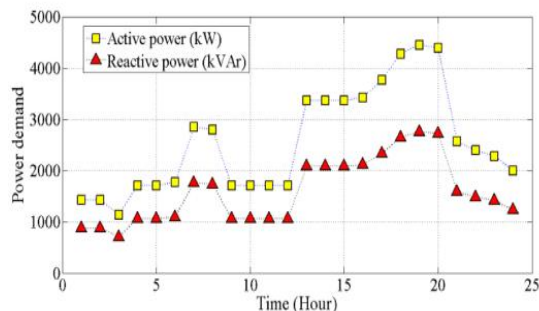 5000
Active power (kW)
Reactive power (kVAr)
4000
3000
2000
1000
0
Power demand
0 5 10 15 20 25
Time (Hour)